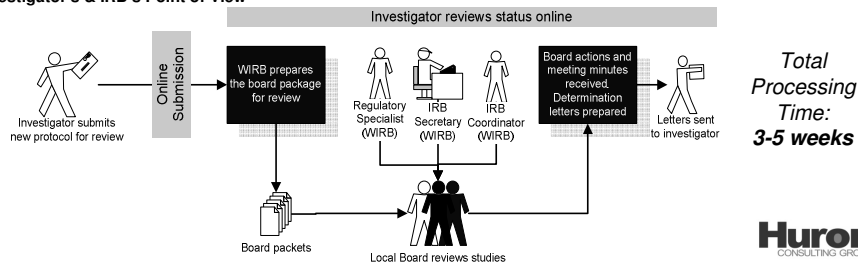 Investigator reviews status online
Online
Submission
WIRB prepares
the board package
for review
Regulatory
Specialist
(WIRB)
IRB
Secretary
(WIRB)
IRB
Coordinator
(WIRB)
Board actions and
meeting minutes
received.
Determination
letters prepared
Investigator submits
new protocol for review
Letters sent
to investigator
Total
Processing
Time:
3-5 weeks
Board packets
Local Board reviews studies
Huron
CONSULTING